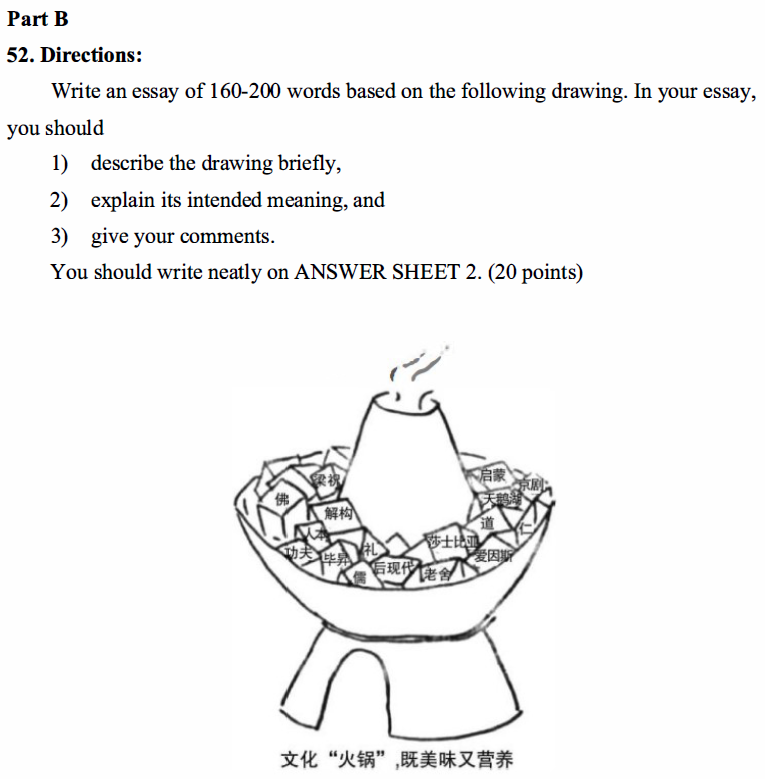 Part B
52. Directions:
Write an essay of 160-200 words based on the following drawing. In your essay,
you should
1) describe the drawing briefly,
2) explain its intended meaning, and
3) give your comments.
You should write neatly on ANSWER SHEET 2. (20 points)
梁祝
启蒙
京剧
佛
天鹅湖
解构
道
仁
人本
莎士比亚
功夫
毕昇
礼
爱因斯
后现代
老舍
儒
文化“火锅”,既美味又营养